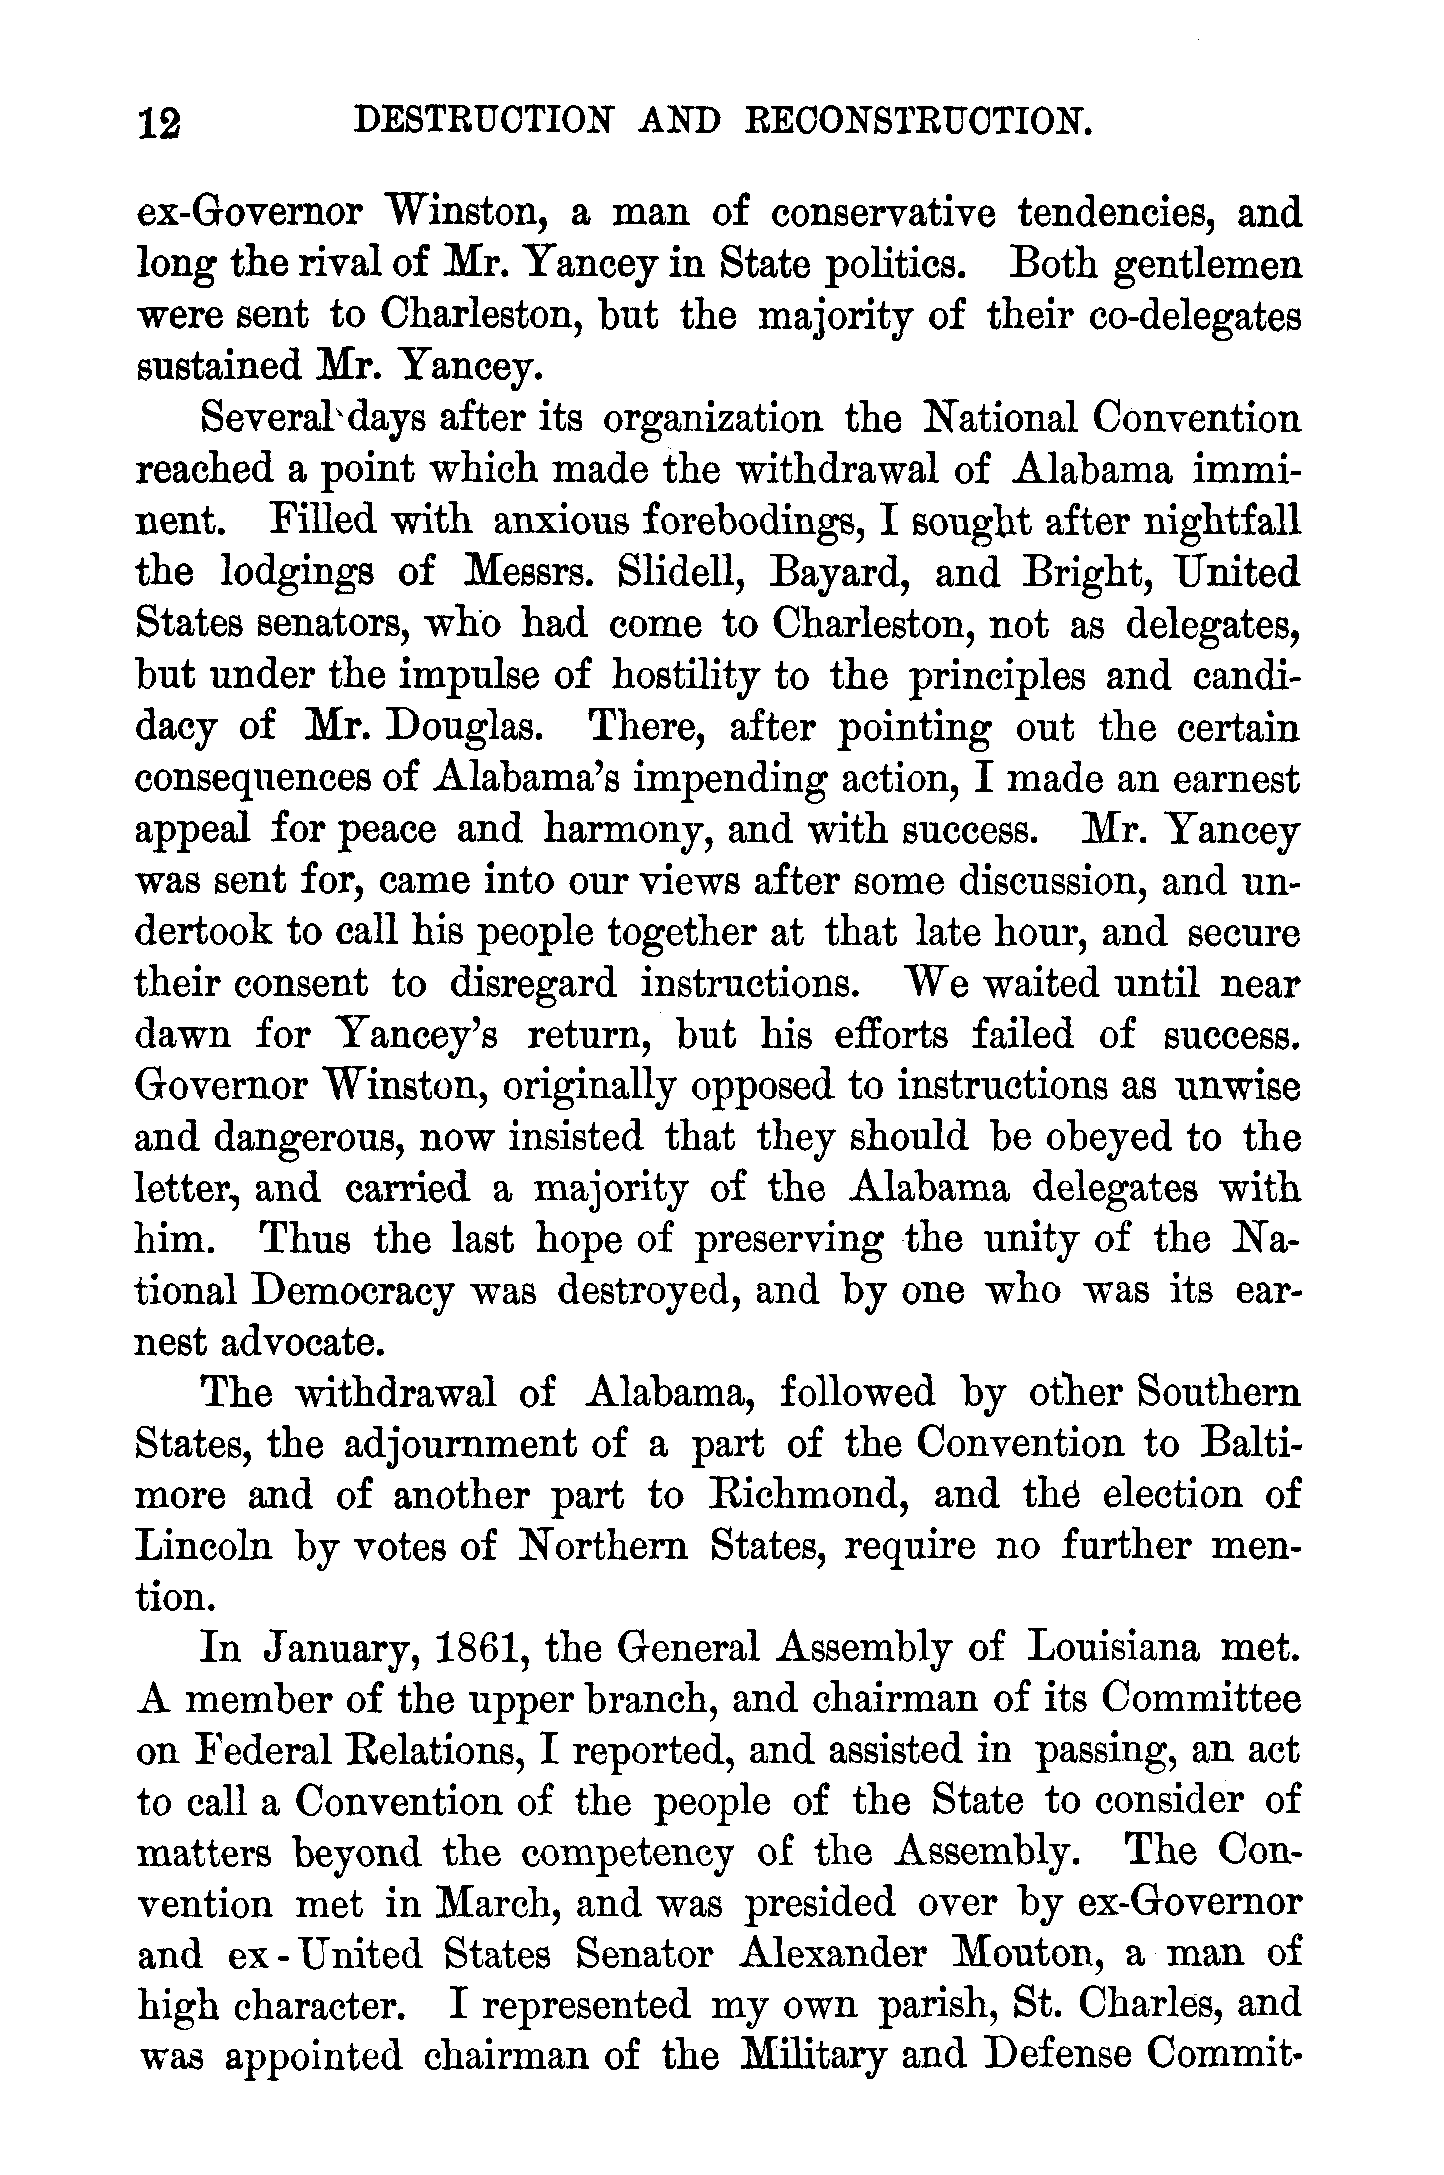 12 DESTRUCTION AND RECONSTRUCTION.
ex-Governor Winston, a man of conservative tendencies, and
long the rival of Mr. Yancey in State politics. Both gentlemen
were sent to Charleston, but the majority of their co-delegates
sustained Mr. Yancey.
Several days after its organization the National Convention
reached a point which made the withdrawal of Alabama immi-
nent. Filled with anxious forebodings, I sought after nightfall
the lodgings of Messrs. Slidell, Bayard, and Bright, United
States senators, who had come to Charleston, not as delegates,
but under the impulse of hostility to the principles and candi-
dacy of Mr. Douglas. There, after pointing out the certain
consequences of Alabama's impending action, I made an earnest
appeal for peace and harmony, and with success. Mr. Yancey
was sent for, came into our views after some discussion, and un-
dertook to call his people together at that late hour, and secure
their consent to disregard instructions. We waited until near
dawn for Yancey's return, but his efforts failed of success.
Governor Winston, originally opposed to instructions as unwise
and dangerous, now insisted that they should be obeyed to the
letter, and carried a majority of the Alabama delegates with
him. Thus the last hope of preserving the unity of the Na-
tional Democracy was destroyed, and by one who was its ear-
nest advocate.
The withdrawal of Alabama, followed by other Southern
States, the adjournment of a part of the Convention to Balti-
more and of another part to Richmond, and the election of
Lincoln by votes of Northern States, require no further men-
tion.
In January, 1861, the General Assembly of Louisiana met.
A member of the upper branch, and chairman of its Committee
on Federal Relations, I reported, and assisted in passing, an act
to call a Convention of the people of the State to consider of
matters beyond the competency of the Assembly. The Con-
vention met in March, and was presided over by ex-Governor
and ex-United States Senator Alexander Mouton, a man of
high character. I represented my own parish, St. Charles, and
was appointed chairman of the Military and Defense Commit-